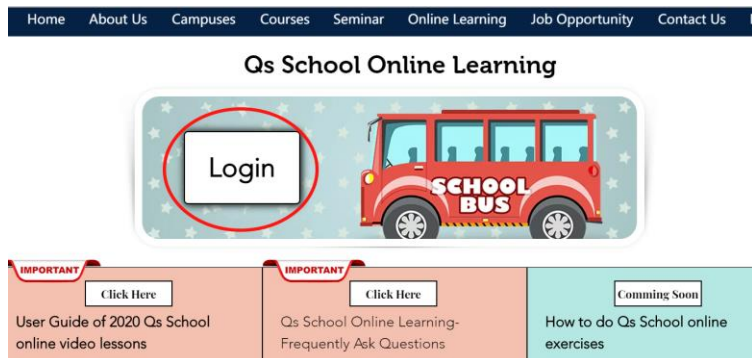 Home About Us Campuses Courses Seminar Online Learning Job Opportunity Contact Us
Qs School Online Learning
Login
SCHOOL
BUS
IMPORTANT
Click Here
User Guide of 2020 Qs School
online video lessons
IMPORTANT
Click Here
Qs School Online Learning-
Frequently Ask Questions
Comming Soon
How to do Qs School online
exercises